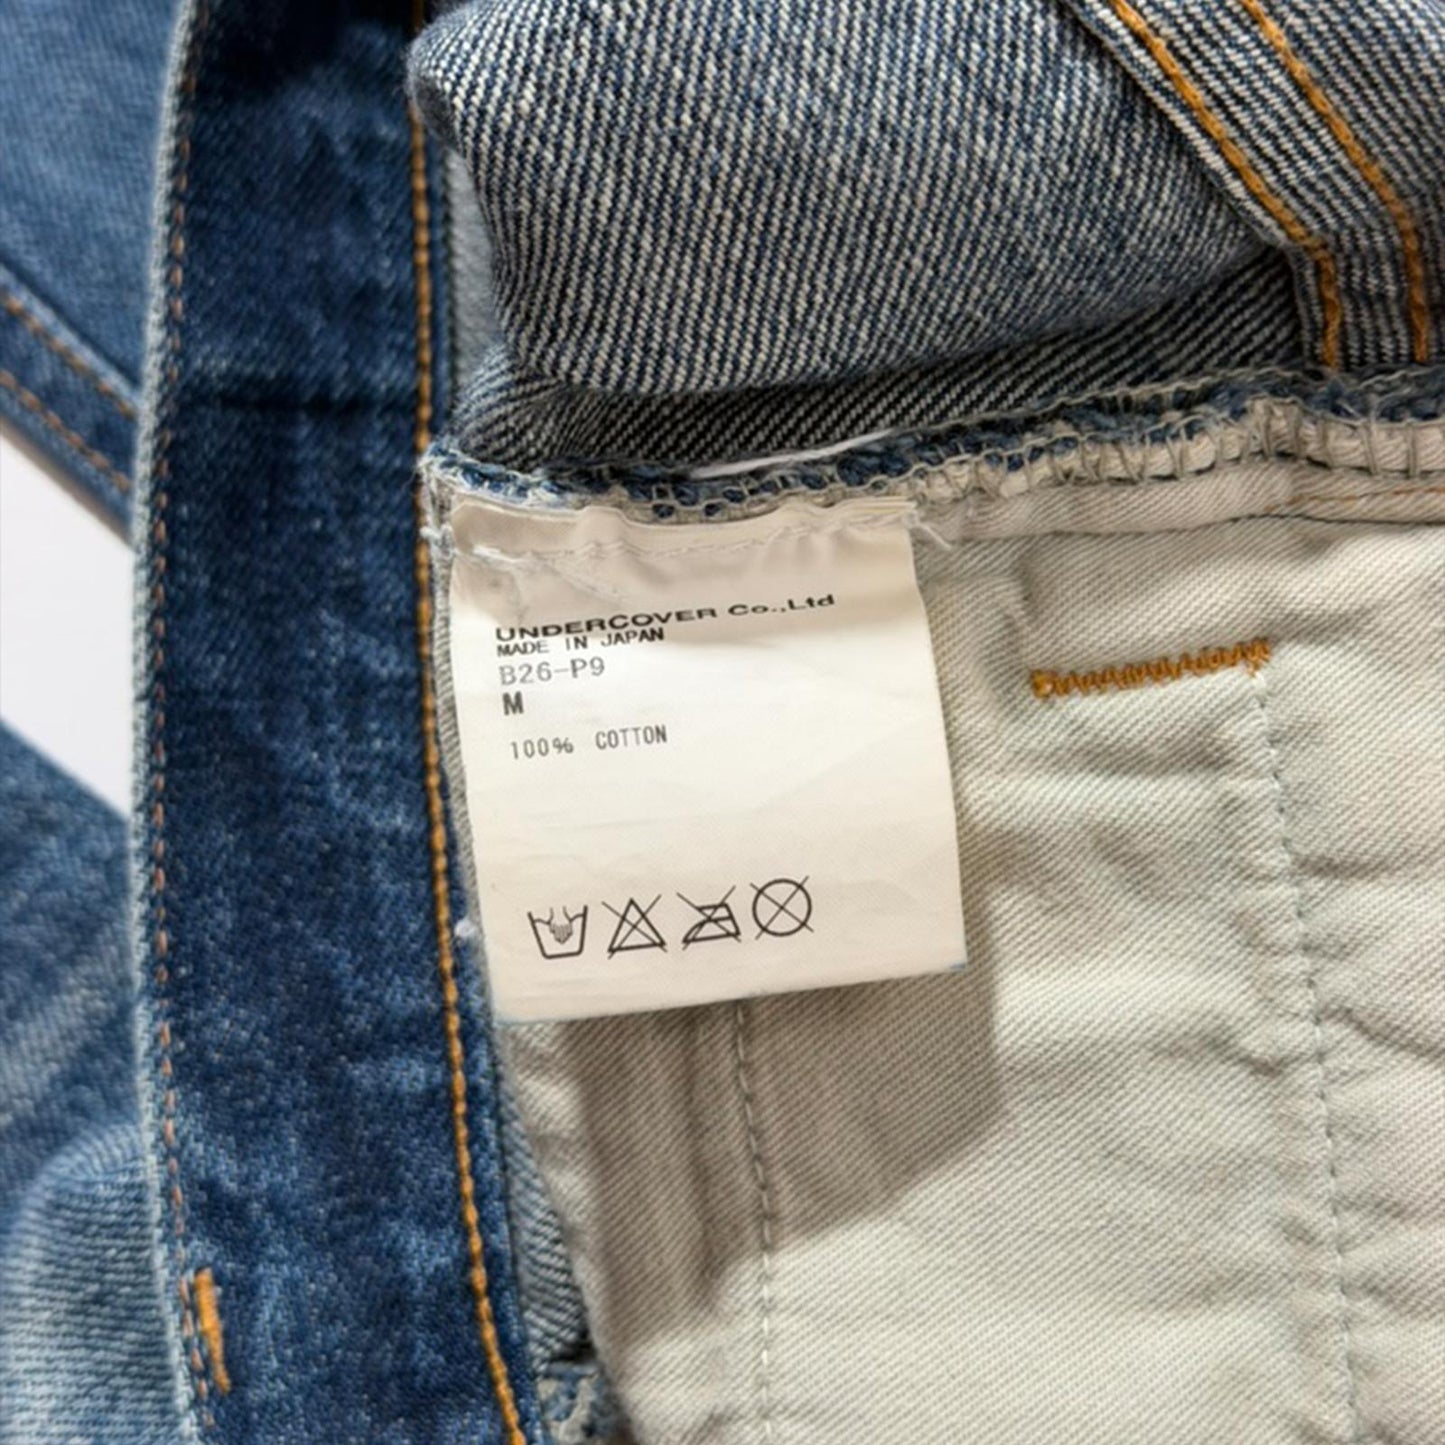 UNDERCOVER Co.,Ltd
MADE IN JAPAN
B26-P9
M
100% COTTON